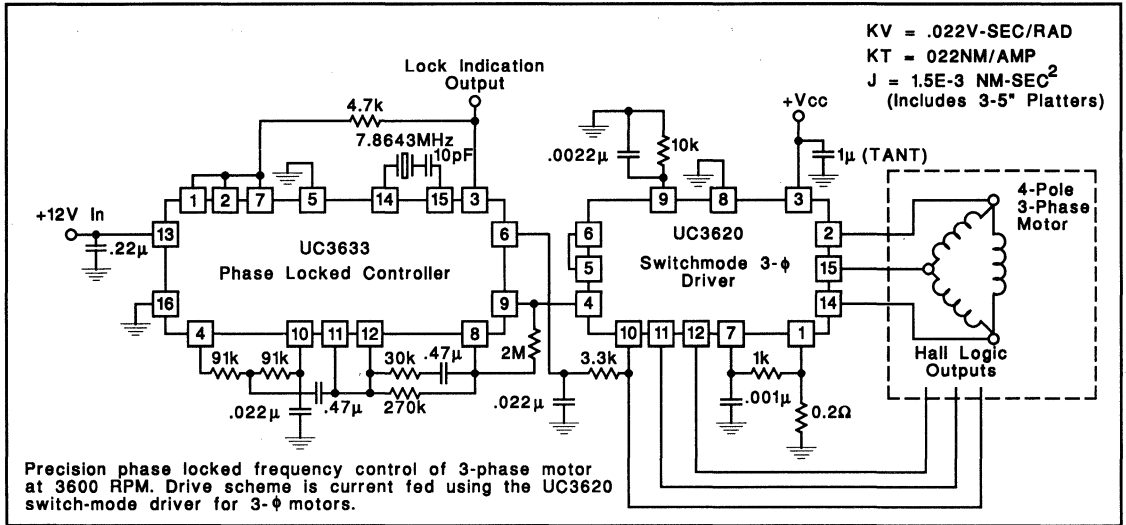 KV = .022V-SEC/RAD
KT = 022NM/AMP
J = 1.5E-3 NM-SEC²
(Includes 3-5" Platters)
Lock Indication
Output
4.7k
7.8643MHz
10pF
1
2
7
5
14
15
3
+12V In
13
.22µ
UC3633
Phase Locked Controller
6
9
16
4
10
11
12
8
91k
91k
.022µ
.47µ
30k
.47µ
270k
2M
+Vcc
.0022µ
10k
1µ (TANT)
9
8
3
6
5
4
UC3620
Switchmode 3-ϕ
Driver
2
15
14
10
11
12
7
1
3.3k
.022µ
1k
.001µ
0.2Ω
4-Pole
3-Phase
Motor
Hall Logic
Outputs
Precision phase locked frequency control of 3-phase motor
at 3600 RPM. Drive scheme is current fed using the UC3620
switch-mode driver for 3-ϕ motors.